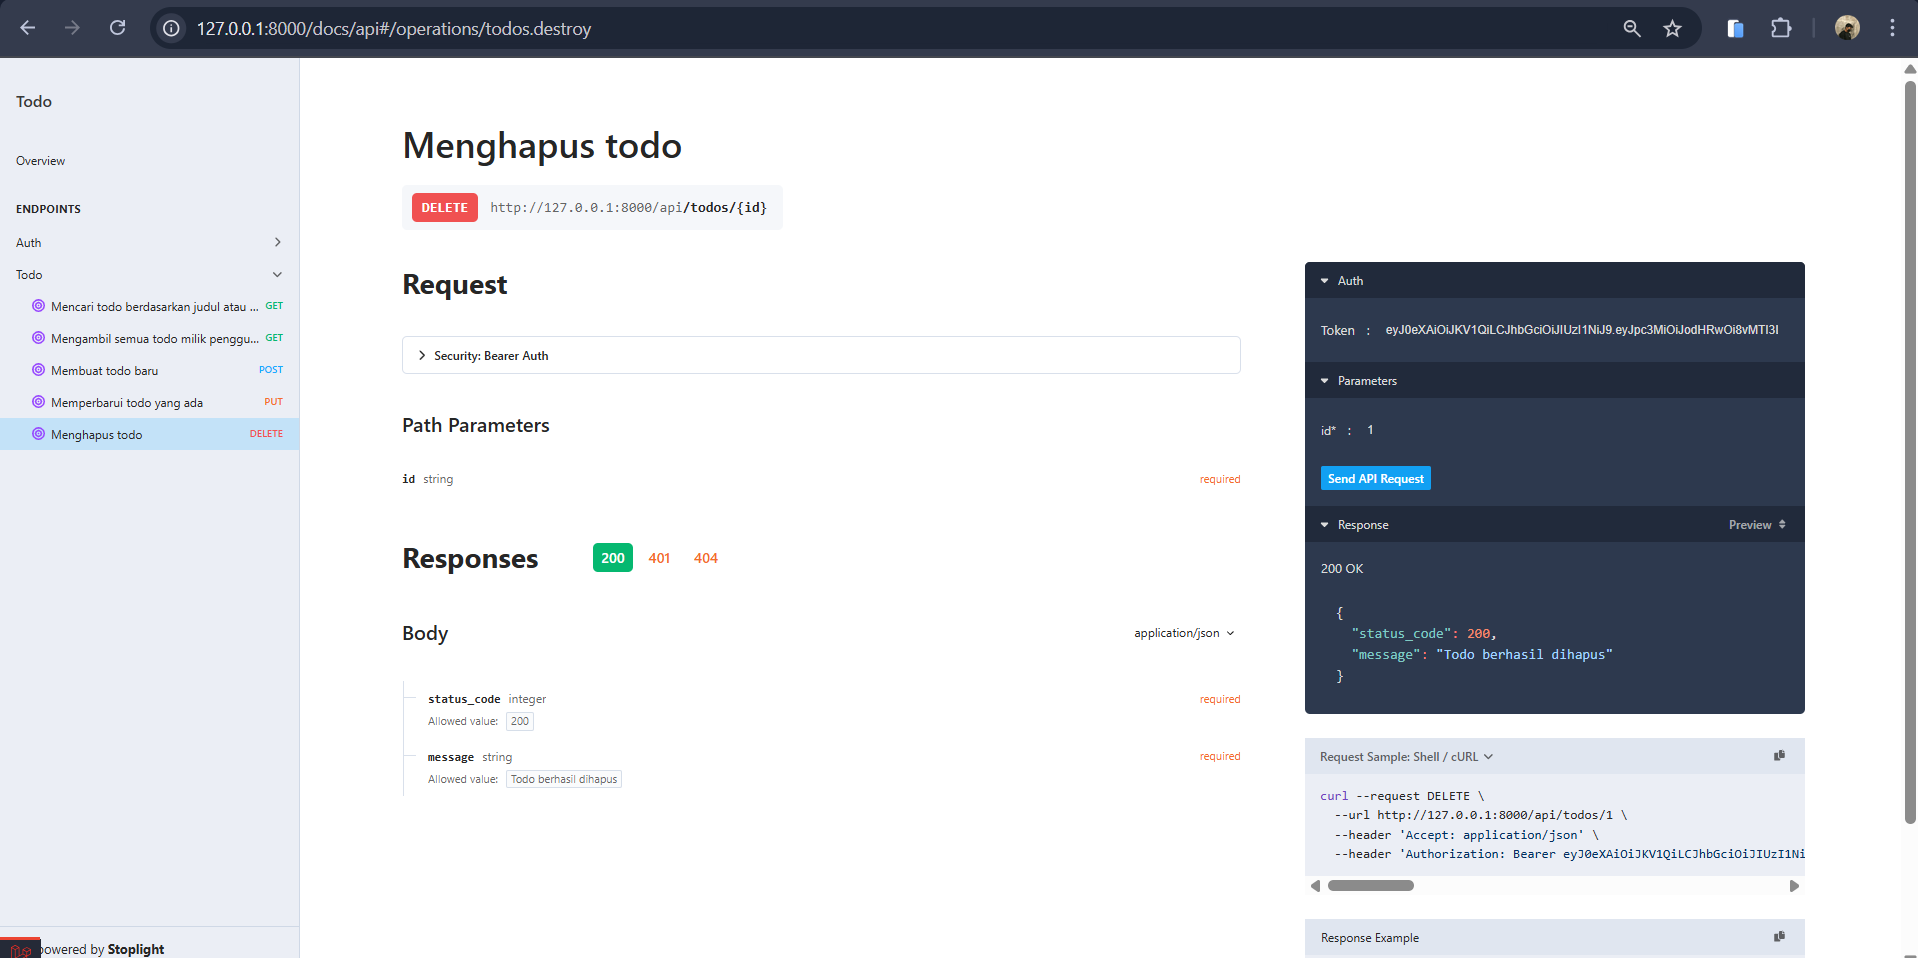 127.0.0.1:8000/docs/api#/operations/todos.destroy
Todo
Overview
ENDPOINTS
Auth
Todo
Mencari todo berdasarkan judul atau ... GET
Mengambil semua todo milik penggu... GET
Membuat todo baru POST
Memperbarui todo yang ada PUT
Menghapus todo DELETE
powered by Stoplight
Menghapus todo
DELETE http://127.0.0.1:8000/api/todos/{id}
Request
Security: Bearer Auth
Path Parameters
id string required
Responses 200 401 404
Body application/json
status_code integer required
Allowed value: 200
message string required
Allowed value: Todo berhasil dihapus
Auth
Token : eyJ0eXAiOiJKV1QiLCJhbGciOiJIUzI1NiJ9.eyJpc3MiOiJodHRwOi8vMTI3I
Parameters
id* : 1
Send API Request
Response Preview
200 OK
{
"status_code": 200,
"message": "Todo berhasil dihapus"
}
Request Sample: Shell / cURL
curl --request DELETE \
--url http://127.0.0.1:8000/api/todos/1 \
--header 'Accept: application/json' \
--header 'Authorization: Bearer eyJ0eXAiOiJKV1QiLCJhbGciOiJIUzI1Ni
Response Example